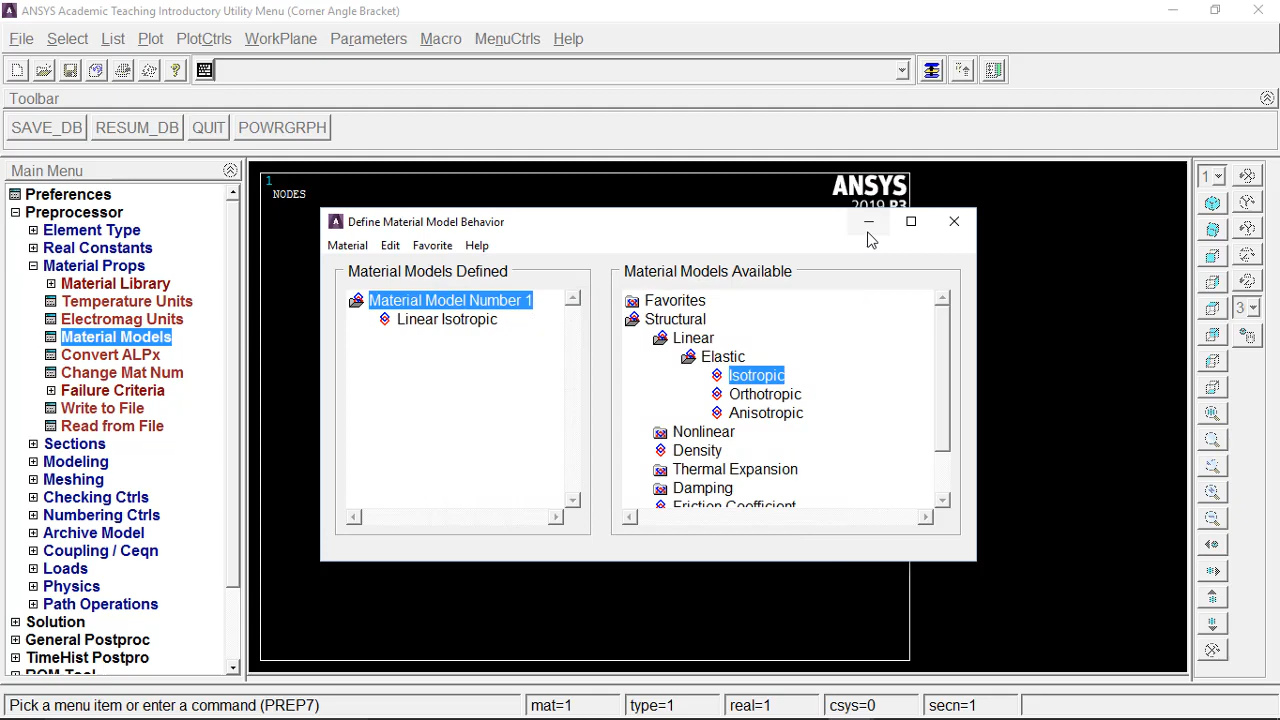 ANSYS Academic Teaching Introductory Utility Menu (Corner Angle Bracket)
File Select List Plot PlotCtrls WorkPlane Parameters Macro MenuCtrls Help
Toolbar
SAVE_DB RESUM_DB QUIT POWRGRPH
Main Menu
Preferences
Preprocessor
Element Type
Real Constants
Material Props
Material Library
Temperature Units
Electromag Units
Material Models
Convert ALPx
Change Mat Num
Failure Criteria
Write to File
Read from File
Sections
Modeling
Meshing
Checking Ctrls
Numbering Ctrls
Archive Model
Coupling / Ceqn
Loads
Physics
Path Operations
Solution
General Postproc
TimeHist Postpro
ROM Tool
1
NODES
ANSYS
2019 R3
Define Material Model Behavior
Material Edit Favorite Help
Material Models Defined
Material Model Number 1
Linear Isotropic
Material Models Available
Favorites
Structural
Linear
Elastic
Isotropic
Orthotropic
Anisotropic
Nonlinear
Density
Thermal Expansion
Damping
Friction Coefficient
1
3
Pick a menu item or enter a command (PREP7) mat=1 type=1 real=1 csys=0 secn=1